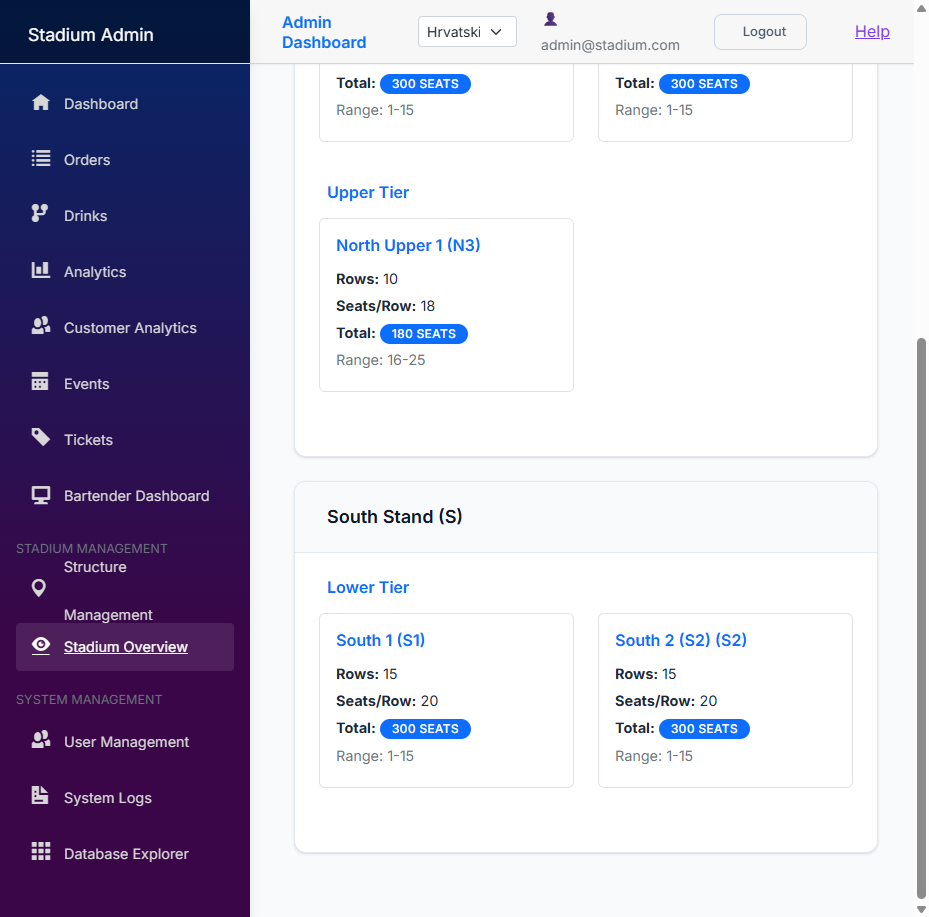 Stadium Admin
Dashboard
Orders
Drinks
Analytics
Customer Analytics
Events
Tickets
Bartender Dashboard
STADIUM MANAGEMENT
Structure
Management
Stadium Overview
SYSTEM MANAGEMENT
User Management
System Logs
Database Explorer
Admin
Dashboard
Hrvatski
admin@stadium.com
Logout
Help
Total: 300 SEATS
Range: 1-15
Total: 300 SEATS
Range: 1-15
Upper Tier
North Upper 1 (N3)
Rows: 10
Seats/Row: 18
Total: 180 SEATS
Range: 16-25
South Stand (S)
Lower Tier
South 1 (S1)
Rows: 15
Seats/Row: 20
Total: 300 SEATS
Range: 1-15
South 2 (S2) (S2)
Rows: 15
Seats/Row: 20
Total: 300 SEATS
Range: 1-15